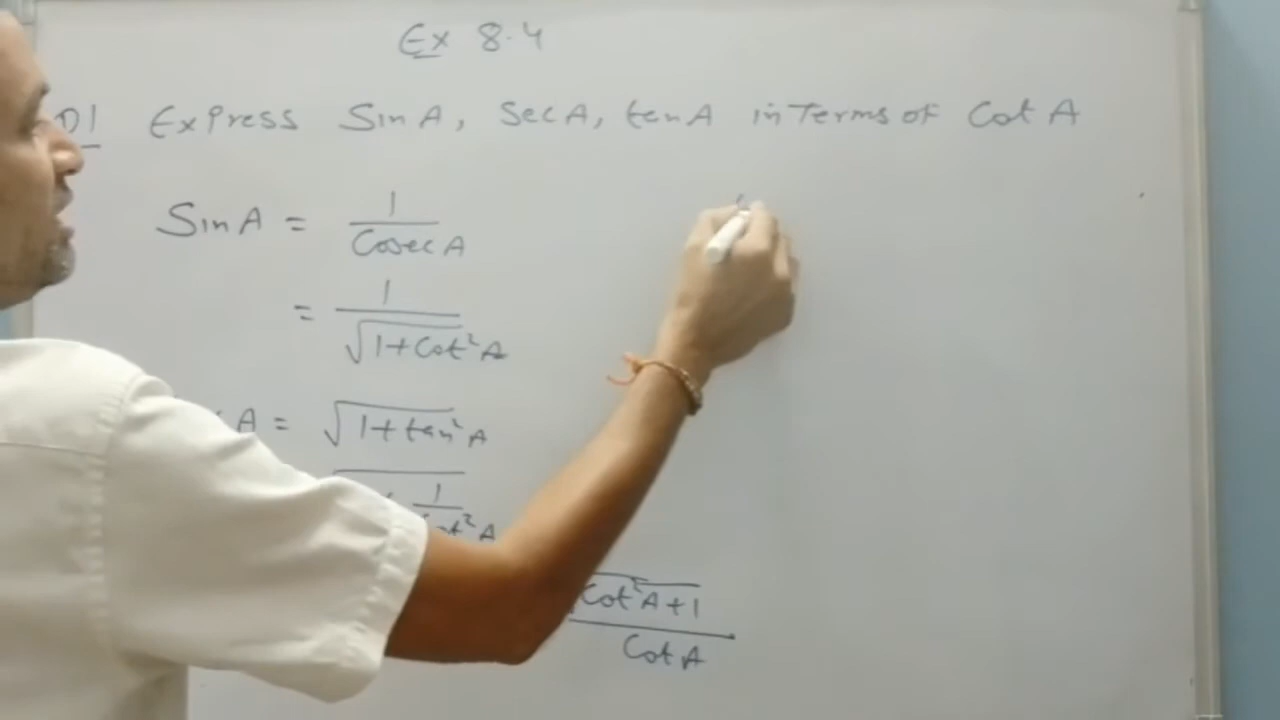 Ex 8.4
Q1 Express Sin A, Sec A, tan A in Terms of Cot A
Sin A = 1 / Cosec A
= 1 / √1+Cot²A
A = √1+tan²A
1 / Cot²A
√Cot²A+1 / Cot A